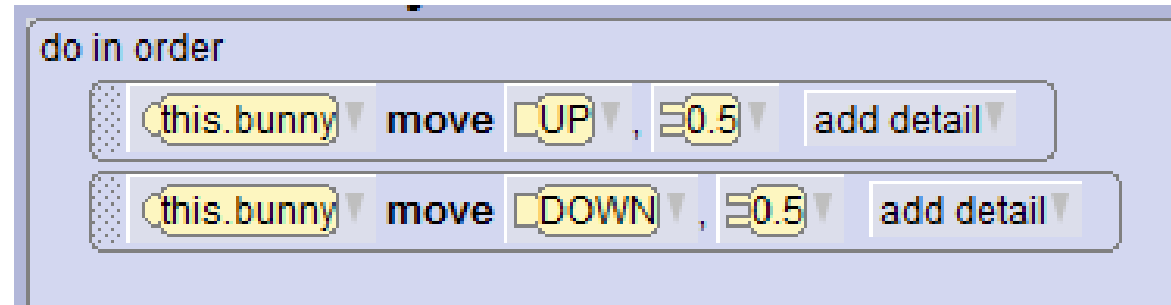 do in order
this.bunny move UP , 0.5 add detail
this.bunny move DOWN , 0.5 add detail